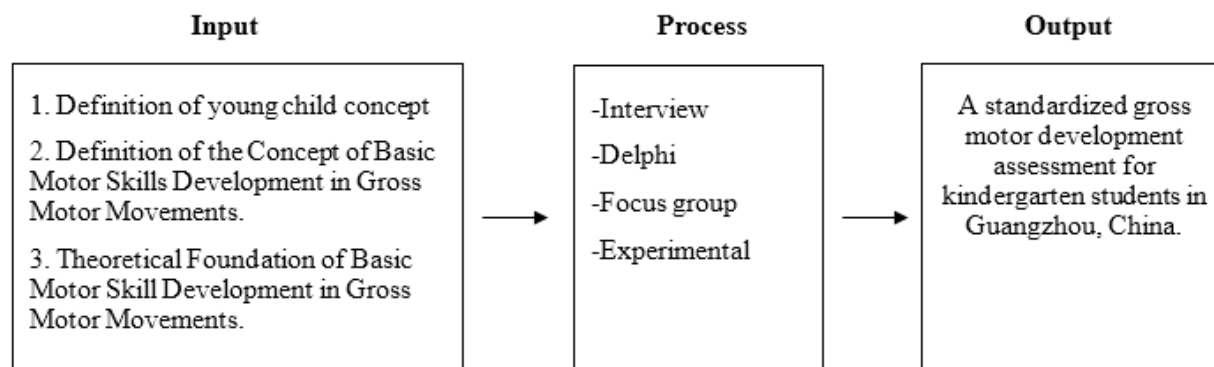 Input
1. Definition of young child concept
2. Definition of the Concept of Basic
Motor Skills Development in Gross
Motor Movements.
3. Theoretical Foundation of Basic
Motor Skill Development in Gross
Motor Movements.
Process
-Interview
-Delphi
-Focus group
-Experimental
Output
A standardized gross
motor development
assessment for
kindergarten students in
Guangzhou, China.